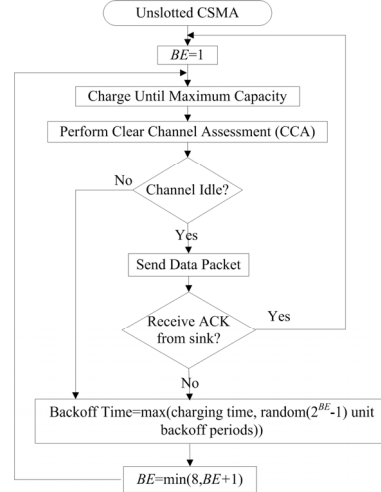 Unslotted CSMA
BE=1
Charge Until Maximum Capacity
Perform Clear Channel Assessment (CCA)
No
Channel Idle?
Yes
Send Data Packet
Receive ACK
from sink?
Yes
No
Backoff Time=max(charging time, random(2^BE-1) unit
backoff periods))
BE=min(8,BE+1)